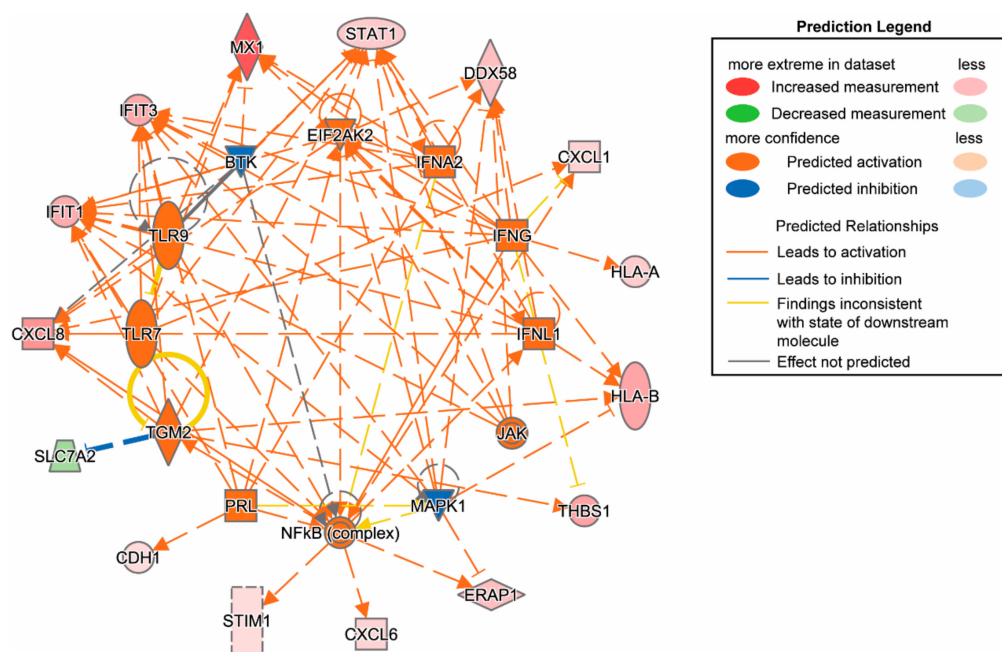 MX1
STAT1
DDX58
IFIT3
EIF2AK2
BTK
IFNA2
CXCL1
IFIT1
TLR9
IFNG
HLA-A
CXCL8
TLR7
IFNL1
HLA-B
TGM2
JAK
SLC7A2
PRL
MAPK1
THBS1
NFkB (complex)
CDH1
ERAP1
STIM1
CXCL6
Prediction Legend
more extreme in dataset less
Increased measurement
Decreased measurement
more confidence less
Predicted activation
Predicted inhibition
Predicted Relationships
Leads to activation
Leads to inhibition
Findings inconsistent
with state of downstream
molecule
Effect not predicted